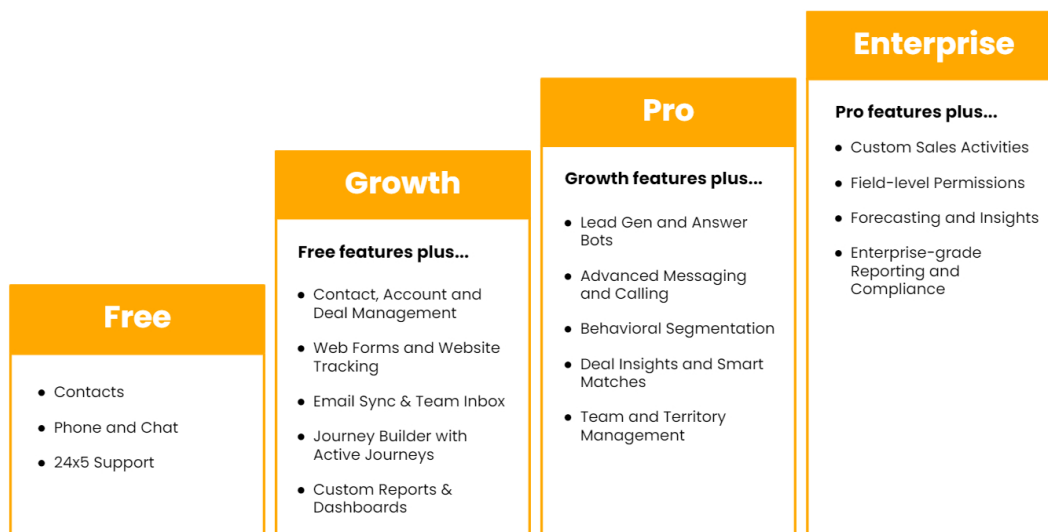 Free
• Contacts
• Phone and Chat
• 24x5 Support
Growth
Free features plus...
• Contact, Account and
Deal Management
• Web Forms and Website
Tracking
• Email Sync & Team Inbox
• Journey Builder with
Active Journeys
• Custom Reports &
Dashboards
Pro
Growth features plus...
• Lead Gen and Answer
Bots
• Advanced Messaging
and Calling
• Behavioral Segmentation
• Deal Insights and Smart
Matches
• Team and Territory
Management
Enterprise
Pro features plus...
• Custom Sales Activities
• Field-level Permissions
• Forecasting and Insights
• Enterprise-grade
Reporting and
Compliance